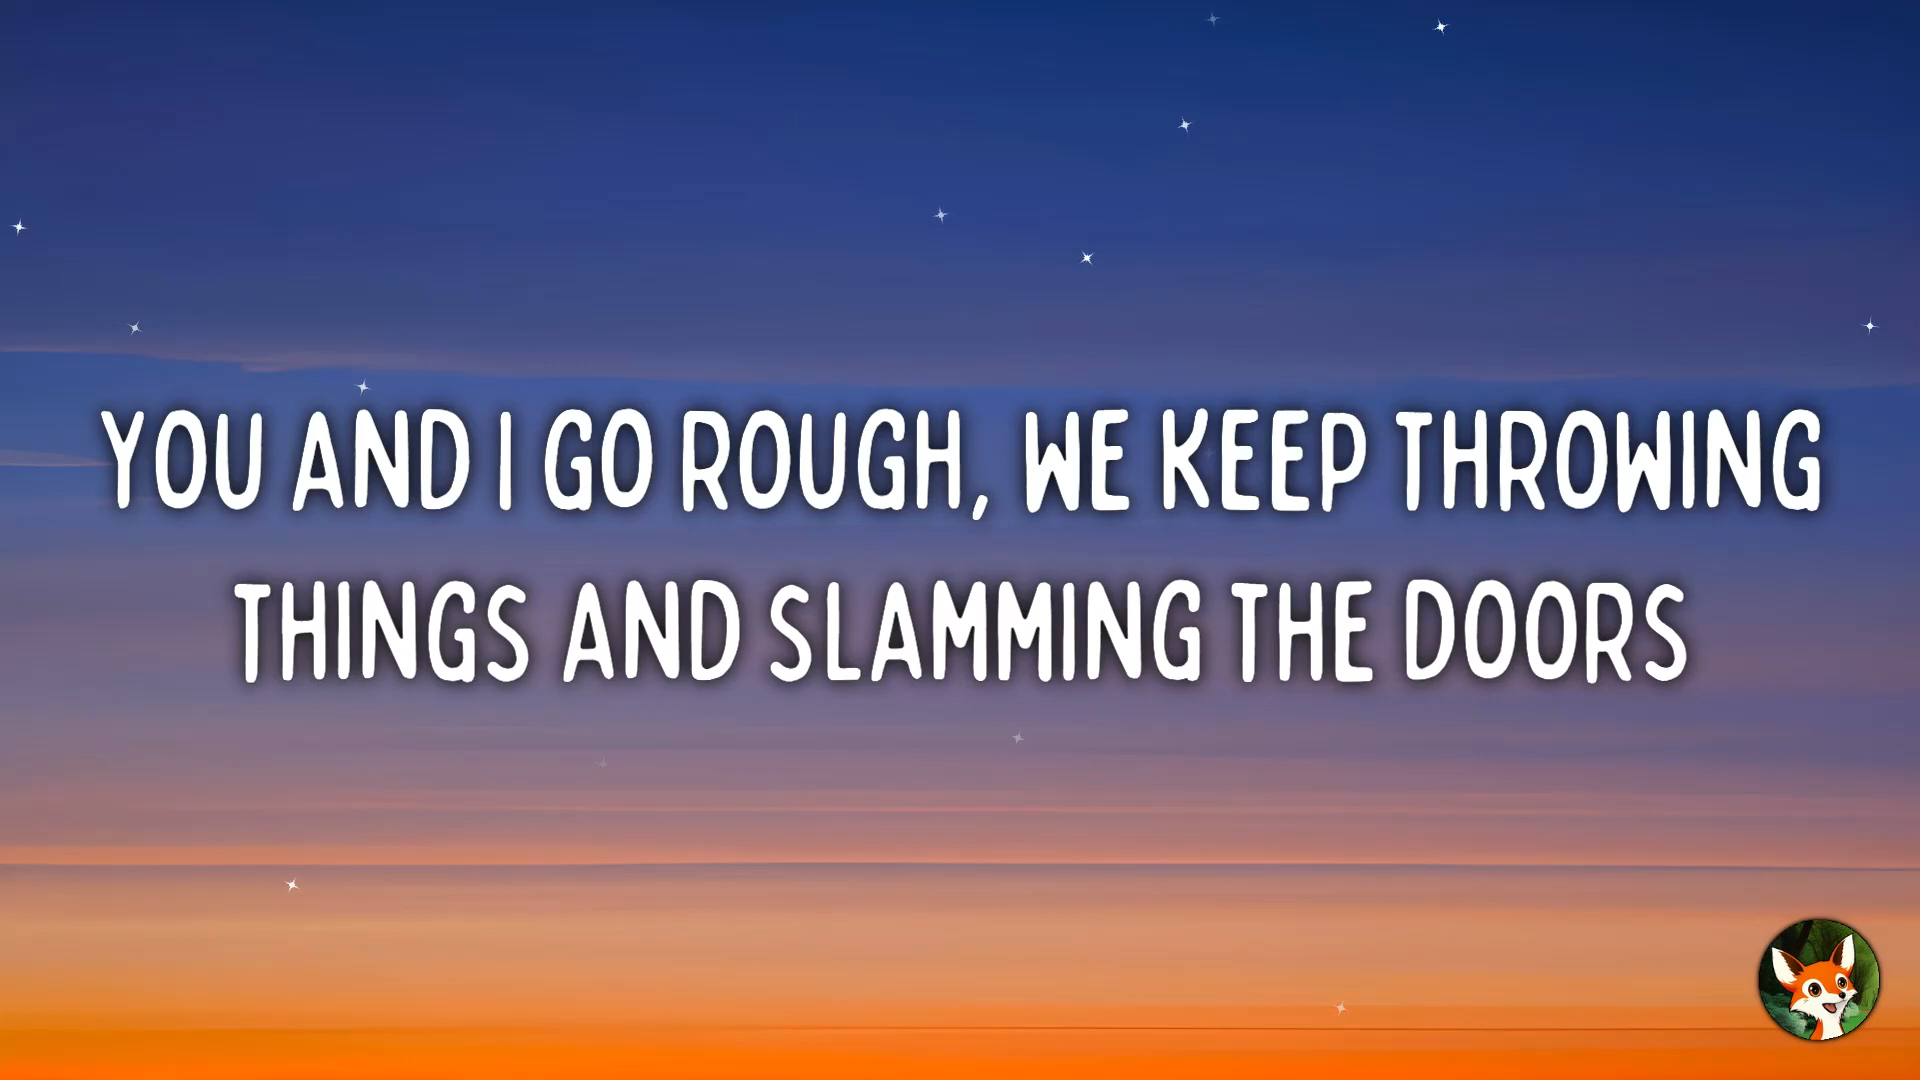 YOU AND I GO ROUGH, WE KEEP THROWING
THINGS AND SLAMMING THE DOORS